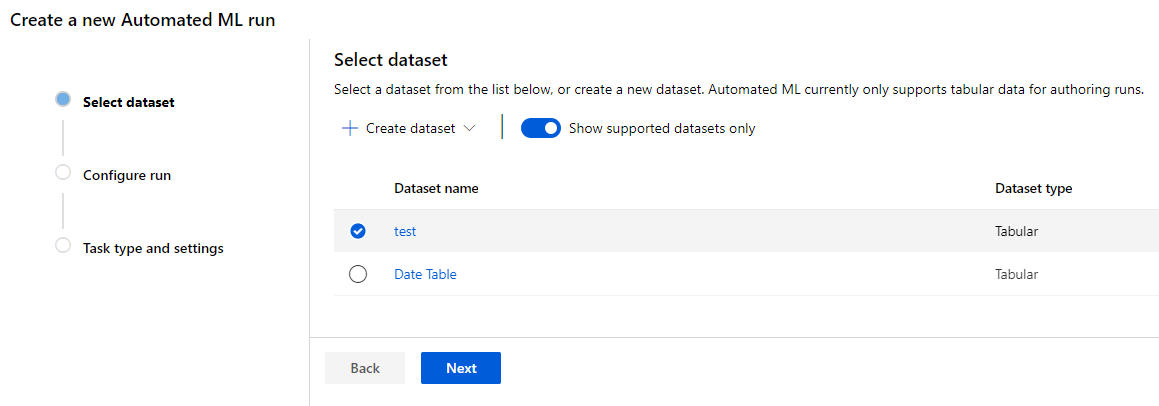 Create a new Automated ML run
Select dataset
Configure run
Task type and settings
Select dataset
Select a dataset from the list below, or create a new dataset. Automated ML currently only supports tabular data for authoring runs.
Create dataset
Show supported datasets only
Dataset name Dataset type
test Tabular
Date Table Tabular
Back Next